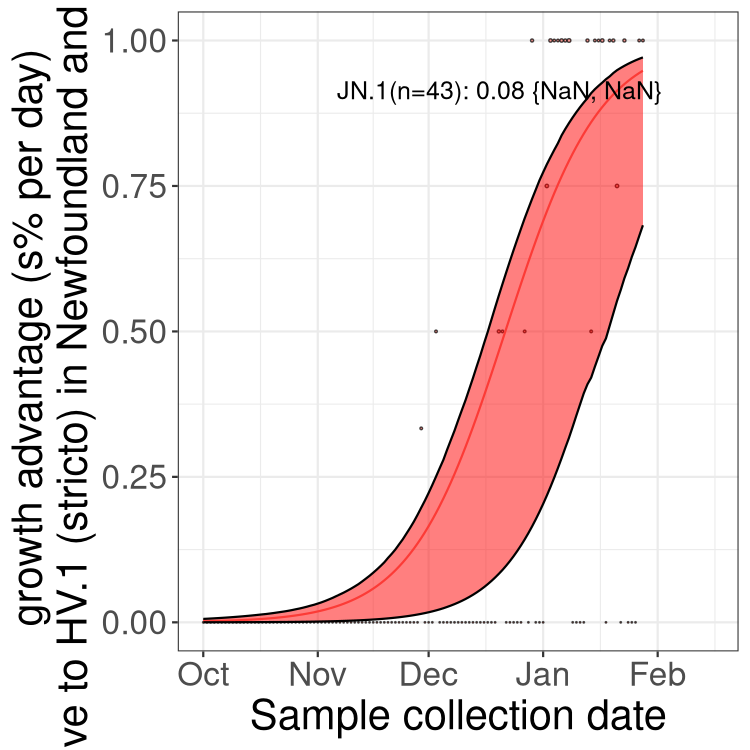 growth advantage (s% per day)
ve to HV.1 (stricto) in Newfoundland and
1.00
0.75
0.50
0.25
0.00
JN.1(n=43): 0.08 {NaN, NaN}
Oct Nov Dec Jan Feb
Sample collection date